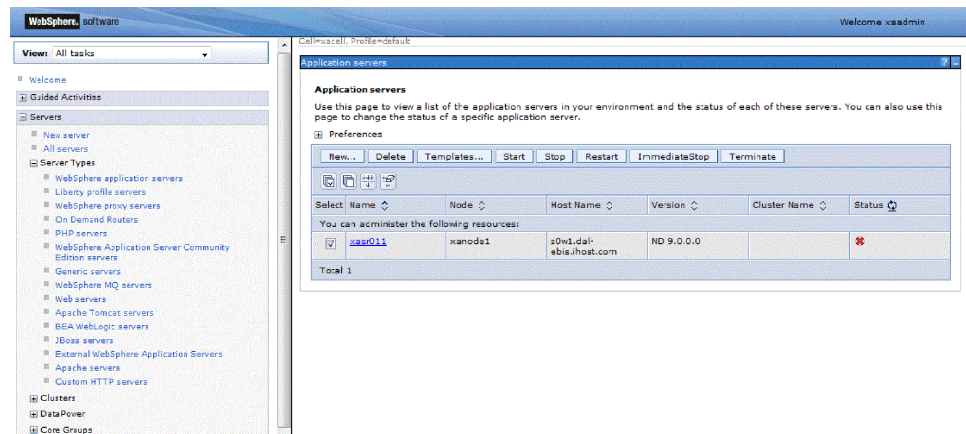 WebSphere. software
Welcome xaadmin
View: All tasks
Welcome
Guided Activities
Servers
New server
All servers
Server Types
WebSphere application servers
Liberty profile servers
WebSphere proxy servers
On Demand Routers
PHP servers
WebSphere Application Server Community
Edition servers
Generic servers
WebSphere MQ servers
Web servers
Apache Tomcat servers
BEA WebLogic servers
JBoss servers
External WebSphere Application Servers
Apache servers
Custom HTTP servers
Clusters
DataPower
Core Groups
Cell=xacell, Profile=default
Application servers
?
Application servers
Use this page to view a list of the application servers in your environment and the status of each of these servers. You can also use this
page to change the status of a specific application server.
Preferences
New... Delete Templates... Start Stop Restart ImmediateStop Terminate
Select Name Node Host Name Version Cluster Name Status
You can administer the following resources:
xasr011 xanode1 s0w1.dal- ND 9.0.0.0
ebis.ihost.com
Total 1